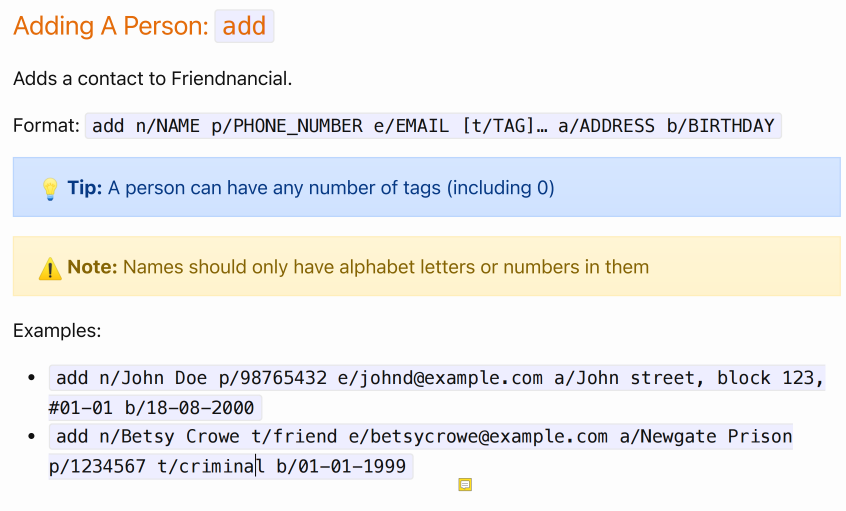 Adding A Person: add
Adds a contact to Friendnancial.
Format: add n/NAME p/PHONE_NUMBER e/EMAIL [t/TAG]… a/ADDRESS b/BIRTHDAY
💡 Tip: A person can have any number of tags (including 0)
⚠️ Note: Names should only have alphabet letters or numbers in them
Examples:
• add n/John Doe p/98765432 e/johnd@example.com a/John street, block 123,
#01-01 b/18-08-2000
• add n/Betsy Crowe t/friend e/betsycrowe@example.com a/Newgate Prison
p/1234567 t/criminal b/01-01-1999